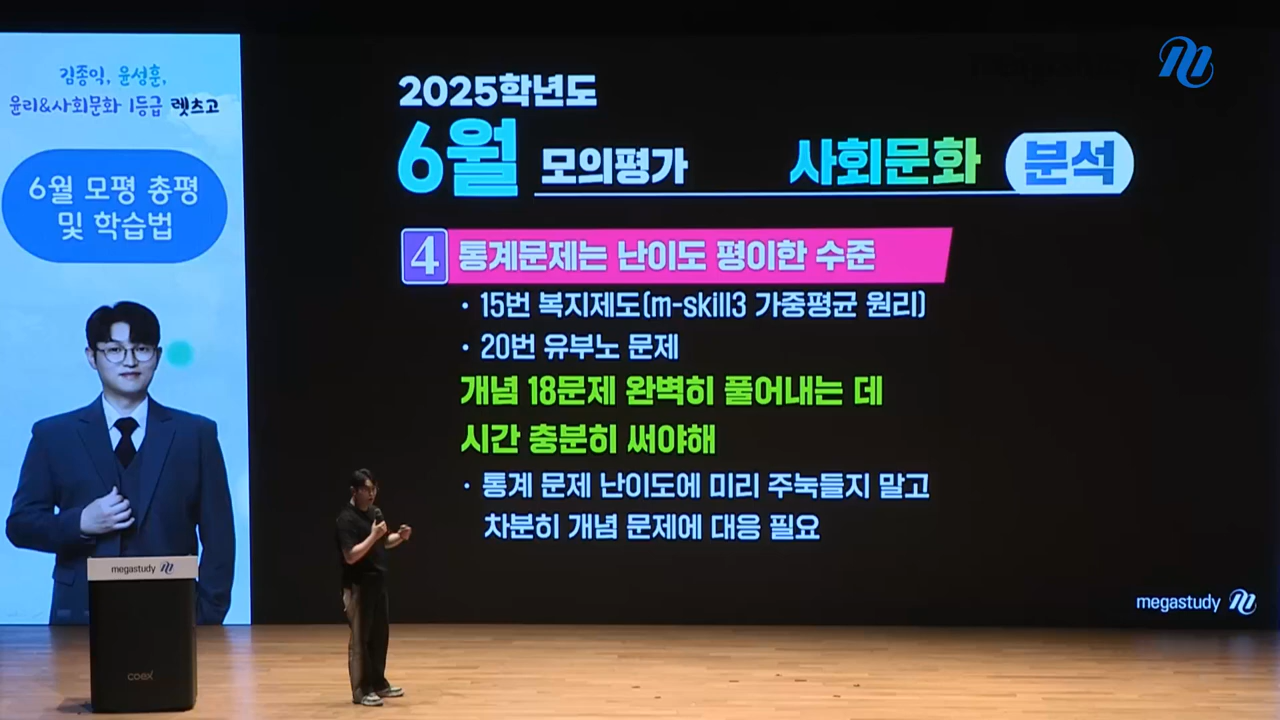 김종익, 윤성훈,
윤리&사회문화 1등급 렛츠고
6월 모평 총평
및 학습법
2025학년도
6월 모의평가 사회문화 분석
4 통계문제는 난이도 평이한 수준
· 15번 복지제도(m-skill3 가중평균 원리)
· 20번 유부노 문제
개념 18문제 완벽히 풀어내는 데
시간 충분히 써야해
· 통계 문제 난이도에 미리 주눅들지 말고
차분히 개념 문제에 대응 필요
megastudy
megastudy
coex